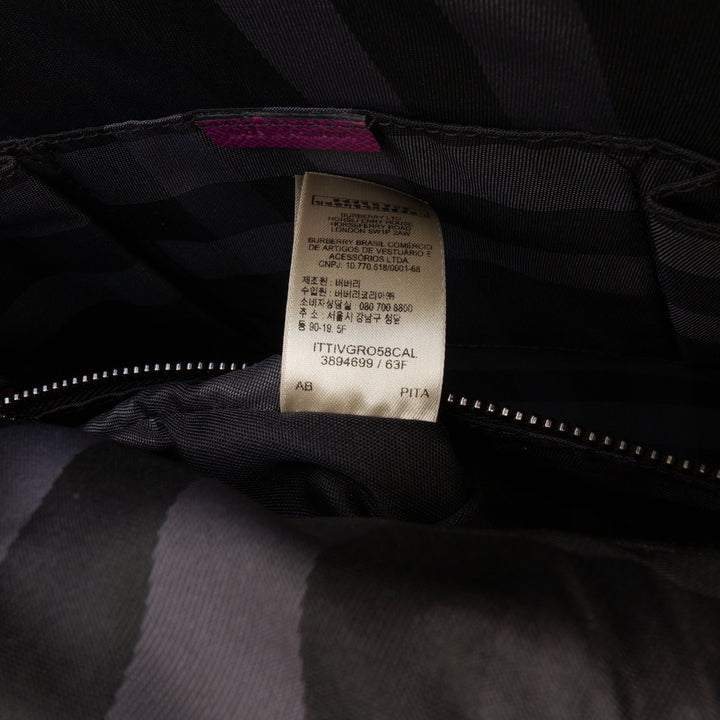 BURBERRY LTD
HORSEFERRY HOUSE
HORSEFERRY ROAD
LONDON SW1P 2AW
BURBERRY BRASIL COMÉRCIO
DE ARTIGOS DE VESTUÁRIO E
ACESSÓRIOS LTDA
CNPJ. 10.770.518/0001-68
제조원 : 버버리
수입원 : 버버리코리아㈜
소비자상담실 080 700 8800
주 소 : 서울시 강남구 청담
동 90-19. 5F
ITTIVGRO58CAL
3894699 / 63F
AB PITA